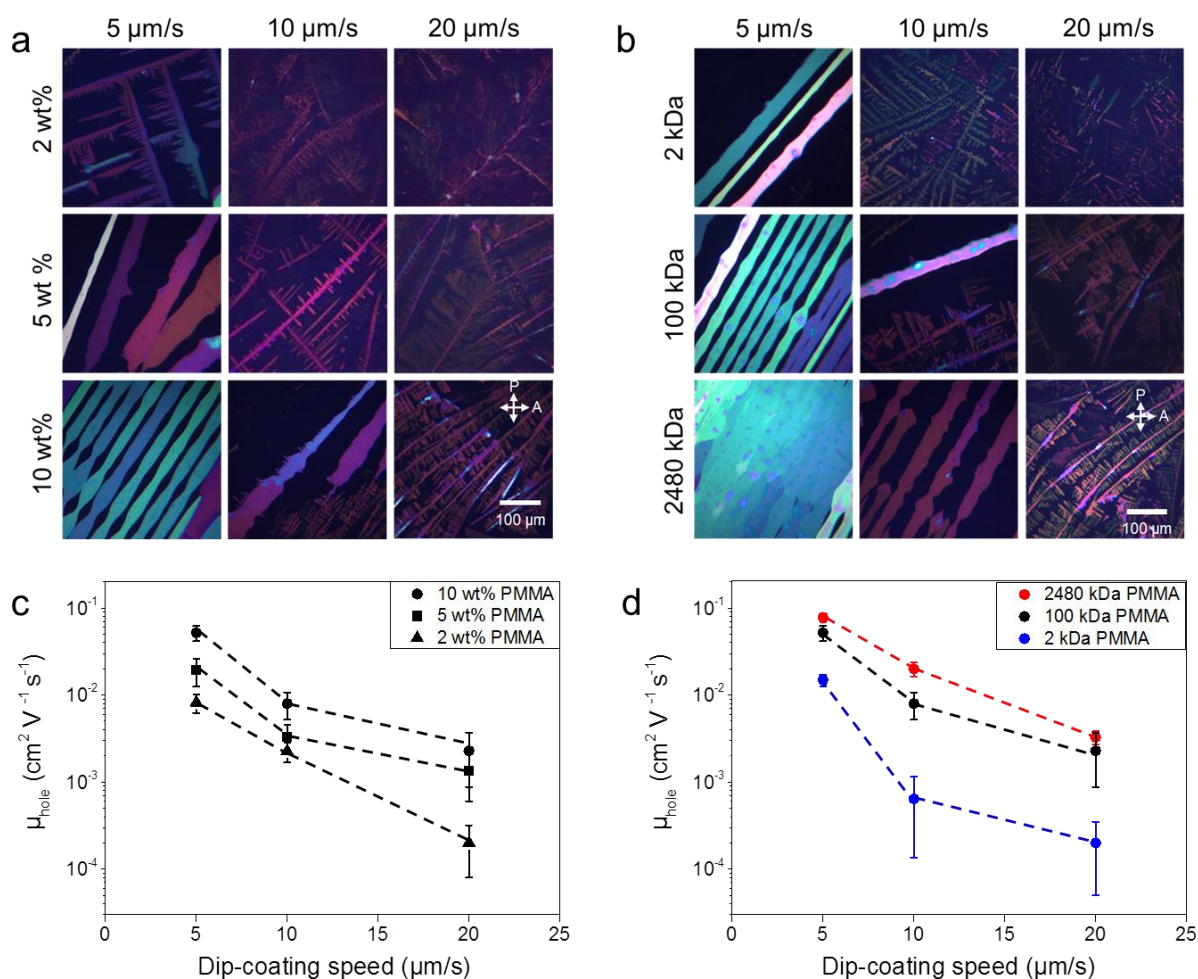 a
5 µm/s 10 µm/s 20 µm/s
2 wt%
5 wt %
10 wt%
P
A
100 µm
b
5 µm/s 10 µm/s 20 µm/s
2 kDa
100 kDa
2480 kDa
P
A
100 µm
c
10 wt% PMMA
5 wt% PMMA
2 wt% PMMA
10⁻¹
10⁻²
10⁻³
10⁻⁴
µhole (cm² V⁻¹ s⁻¹)
0 5 10 15 20 25
Dip-coating speed (µm/s)
d
2480 kDa PMMA
100 kDa PMMA
2 kDa PMMA
10⁻¹
10⁻²
10⁻³
10⁻⁴
µhole (cm² V⁻¹ s⁻¹)
0 5 10 15 20 25
Dip-coating speed (µm/s)